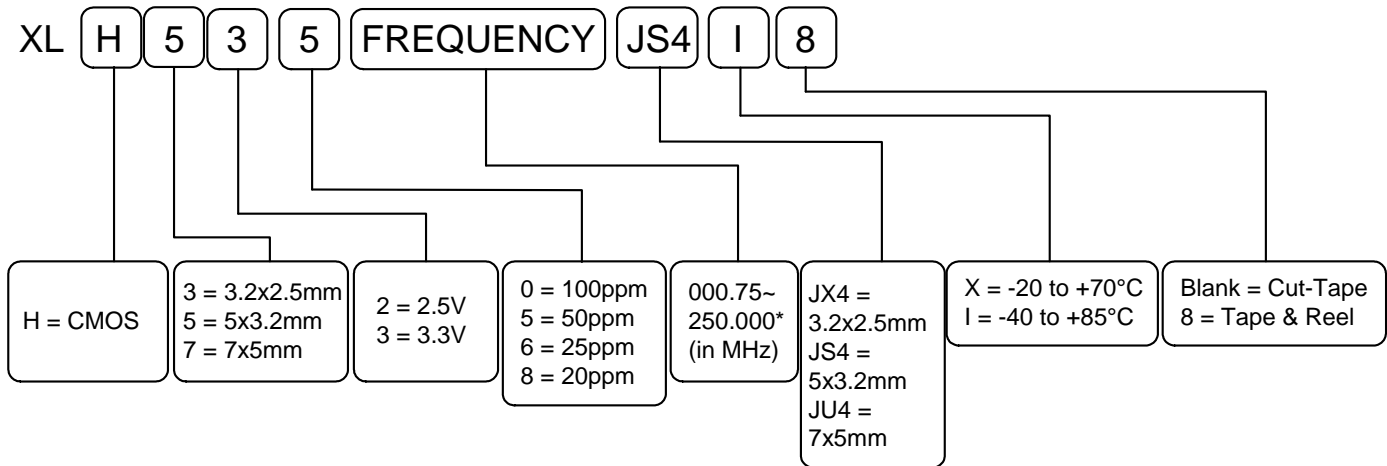 XL H 5 3 5 FREQUENCY JS4 I 8
H = CMOS
3 = 3.2x2.5mm
5 = 5x3.2mm
7 = 7x5mm
2 = 2.5V
3 = 3.3V
0 = 100ppm
5 = 50ppm
6 = 25ppm
8 = 20ppm
000.75~
250.000*
(in MHz)
JX4 =
3.2x2.5mm
JS4 =
5x3.2mm
JU4 =
7x5mm
X = -20 to +70°C
I = -40 to +85°C
Blank = Cut-Tape
8 = Tape & Reel